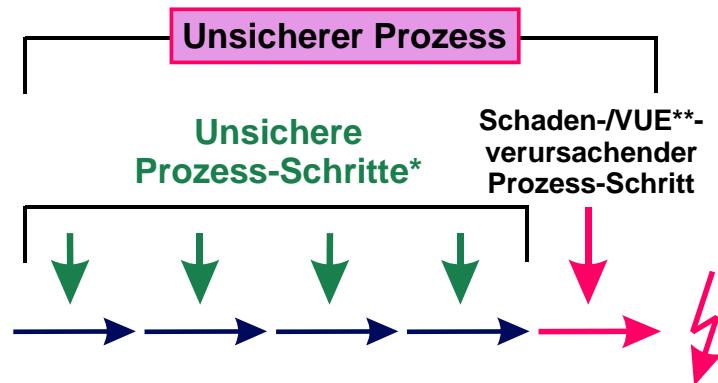 Unsicherer Prozess
Unsichere
Prozess-Schritte*
Schaden-/VUE**-
verursachender
Prozess-Schritt